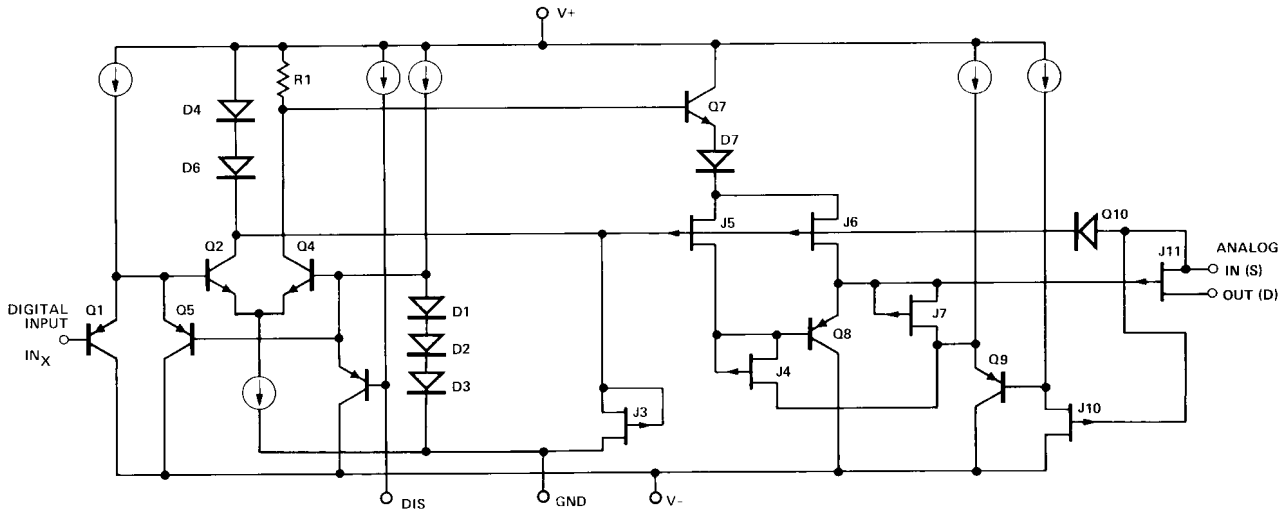 V+
R1
D4
Q7
D6
D7
Q10
J5
J6
ANALOG
J11
IN (S)
Q2
Q4
OUT (D)
DIGITAL
INPUT
Q1
Q5
D1
J7
Q8
D2
Q9
INX
J4
D3
J3
J10
DIS
GND
V-